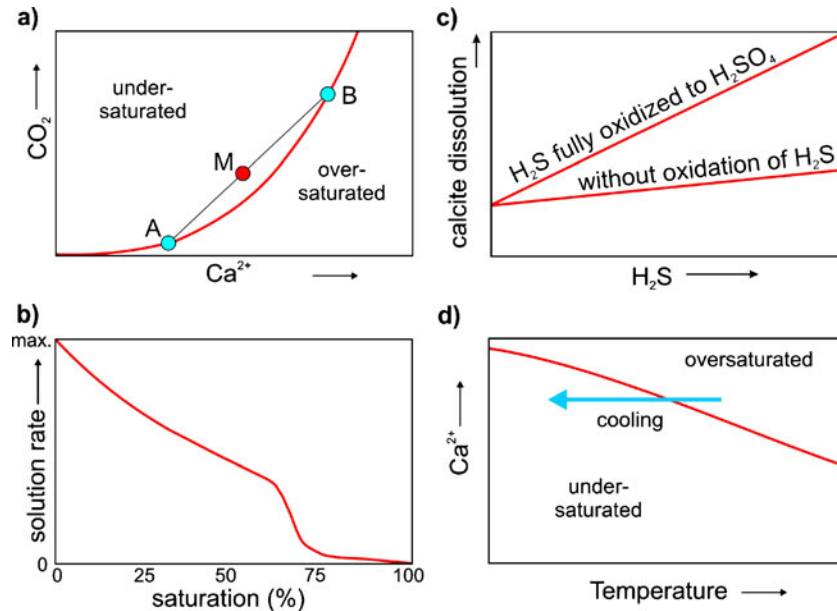 a)
CO₂
under-
saturated
B
M
over-
saturated
A
Ca²⁺
c)
calcite dissolution
H₂S fully oxidized to H₂SO₄
without oxidation of H₂S
H₂S
b)
max.
solution rate
0
0 25 50 75 100
saturation (%)
d)
oversaturated
Ca²⁺
cooling
under-
saturated
Temperature